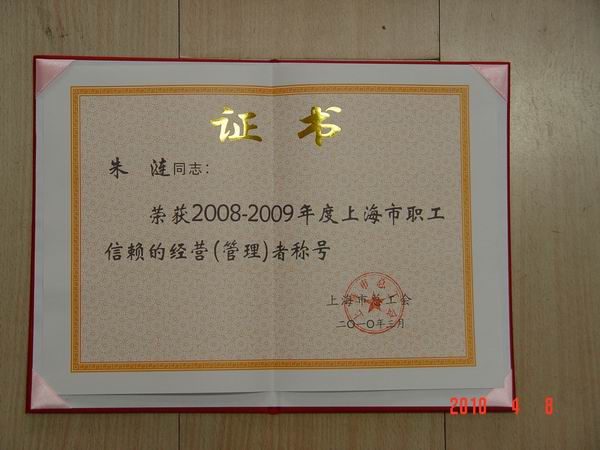 证 书
朱 涟同志：
荣获2008-2009年度上海市职工
信赖的经营(管理)者称号
上海市总工会
二〇一〇年三月
2010 4 8